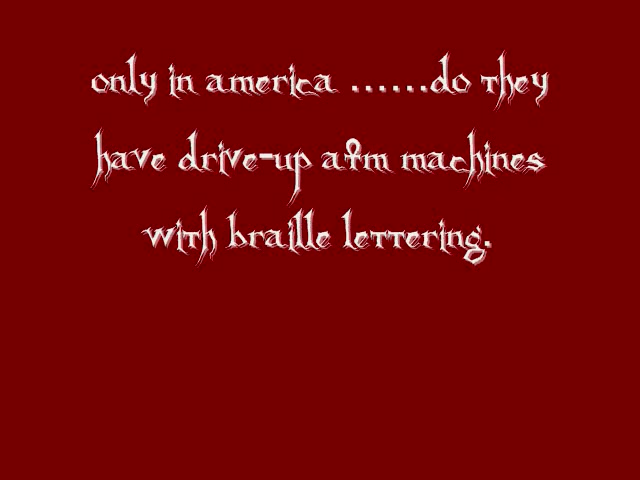 only in america ......do they
have drive-up atm machines
with braille lettering.